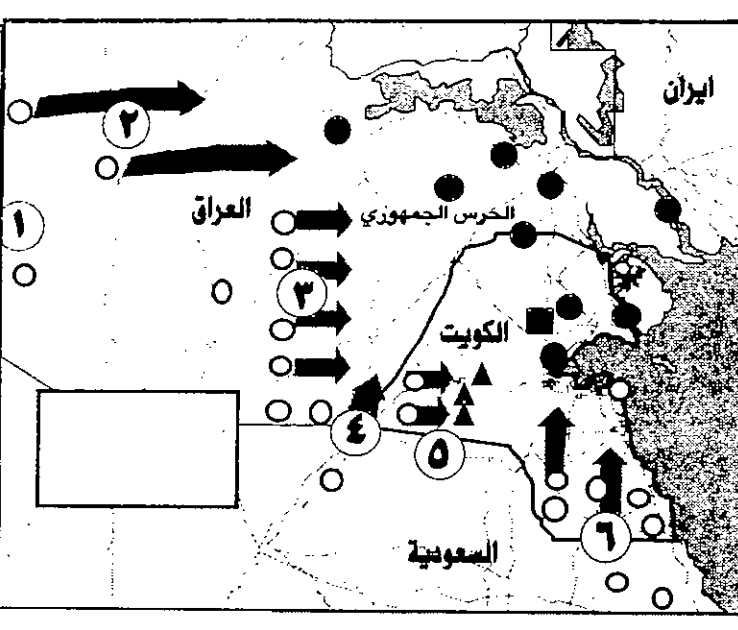 ايران
٢
العراق
١
الحرس الجمهوري
٣
الكويت
٤
٥
٦
السعودية